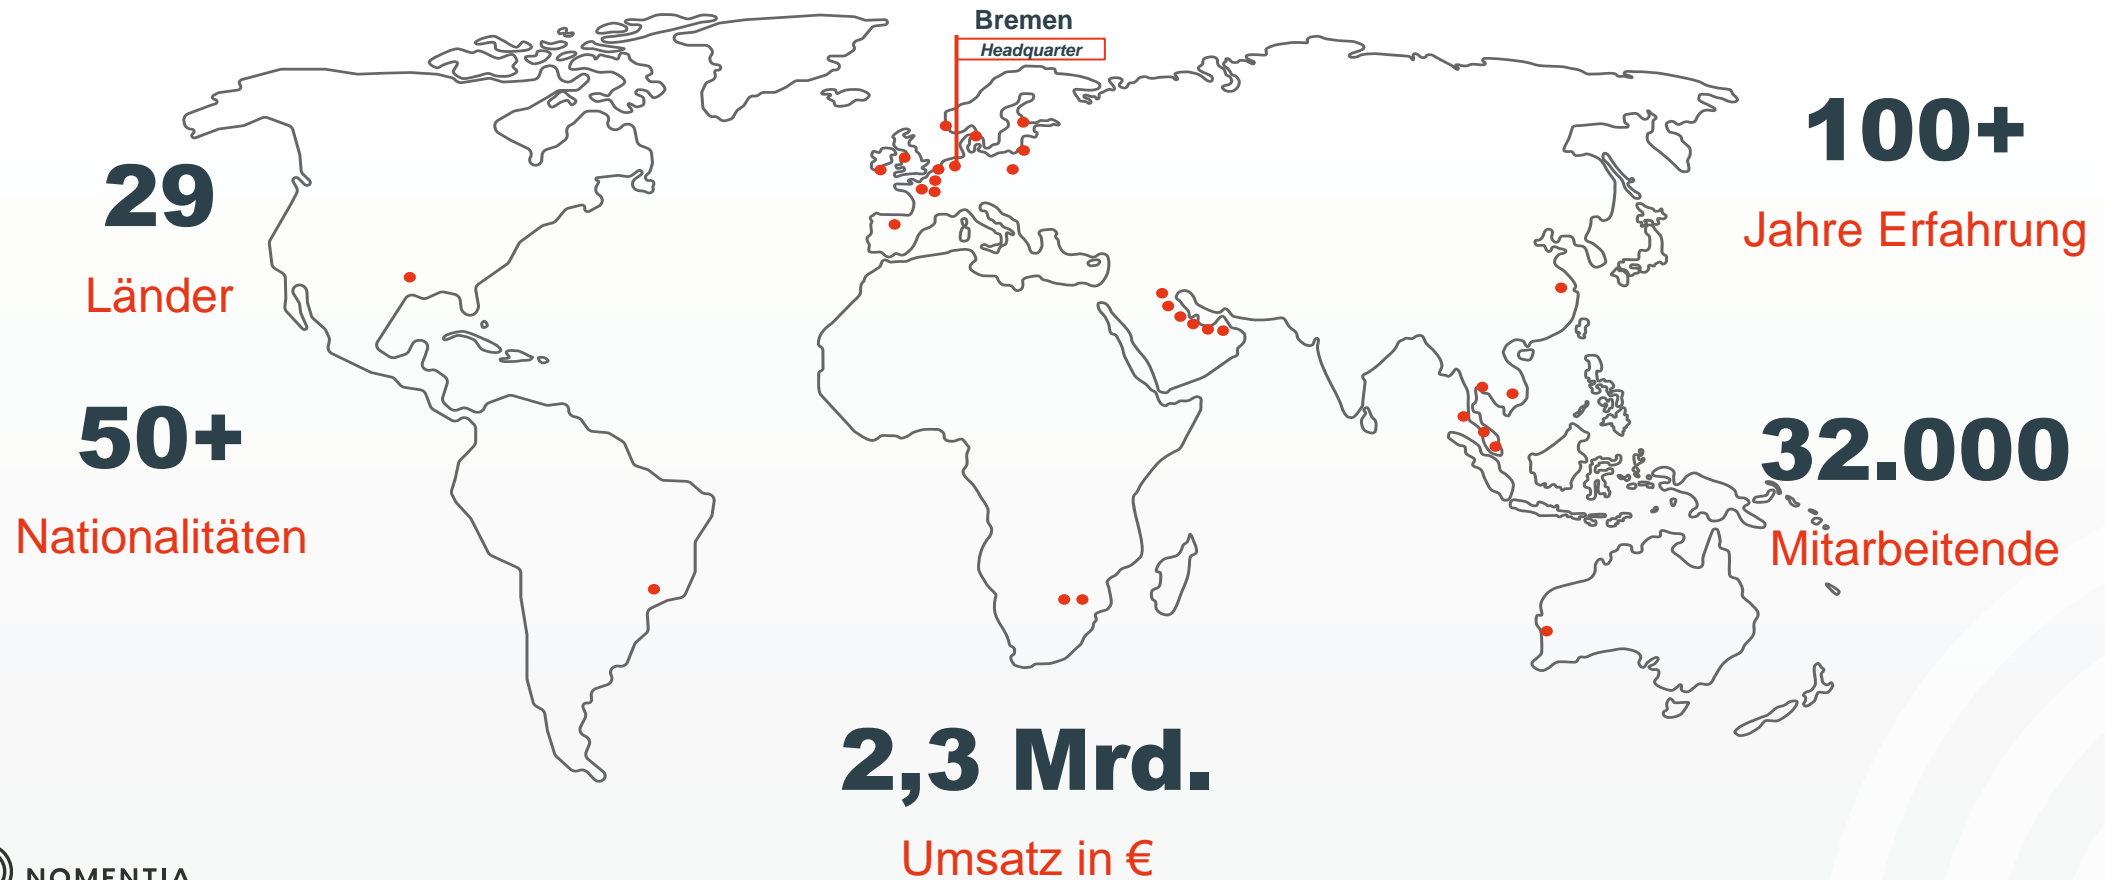 Bremen
Headquarter
29
Länder
50+
Nationalitäten
100+
Jahre Erfahrung
32.000
Mitarbeitende
2,3 Mrd.
Umsatz in €
NOMENTIA